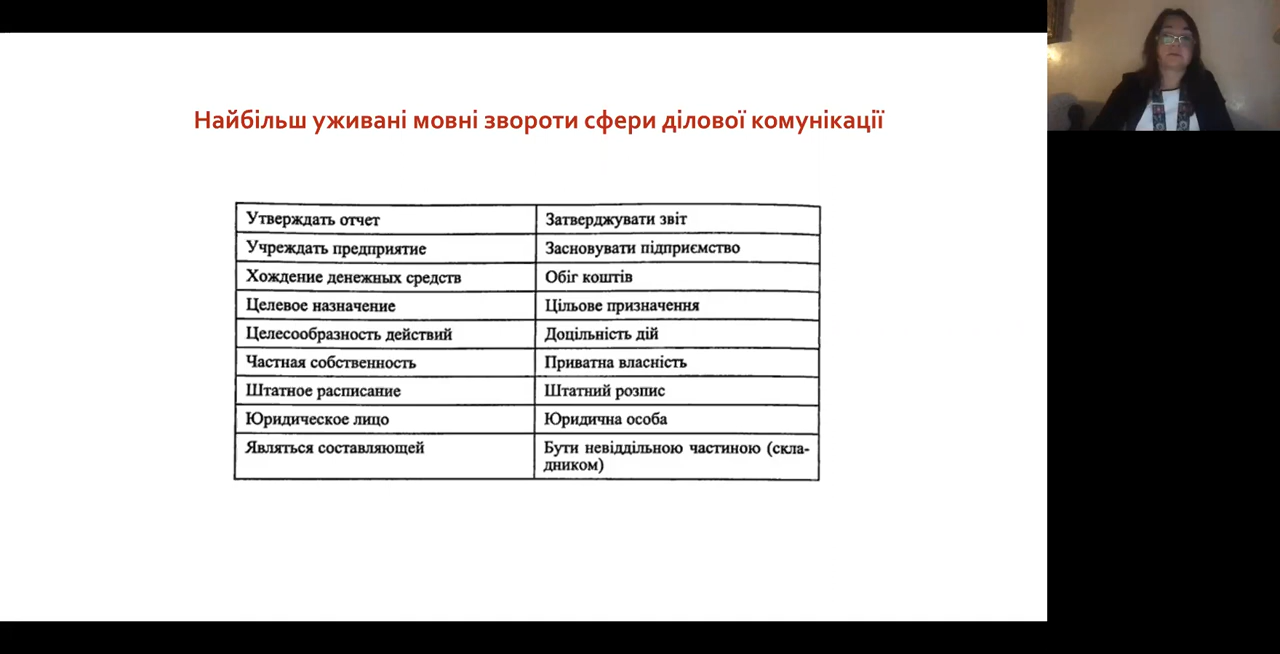 Найбільш уживані мовні звороти сфери ділової комунікації
Утверждать отчет
Затверджувати звіт
Учреждать предприятие
Засновувати підприємство
Хождение денежных средств
Обіг коштів
Целевое назначение
Цільове призначення
Целесообразность действий
Доцільність дій
Частная собственность
Приватна власність
Штатное расписание
Штатний розпис
Юридическое лицо
Юридична особа
Являться составляющей
Бути невіддільною частиною (скла-
дником)